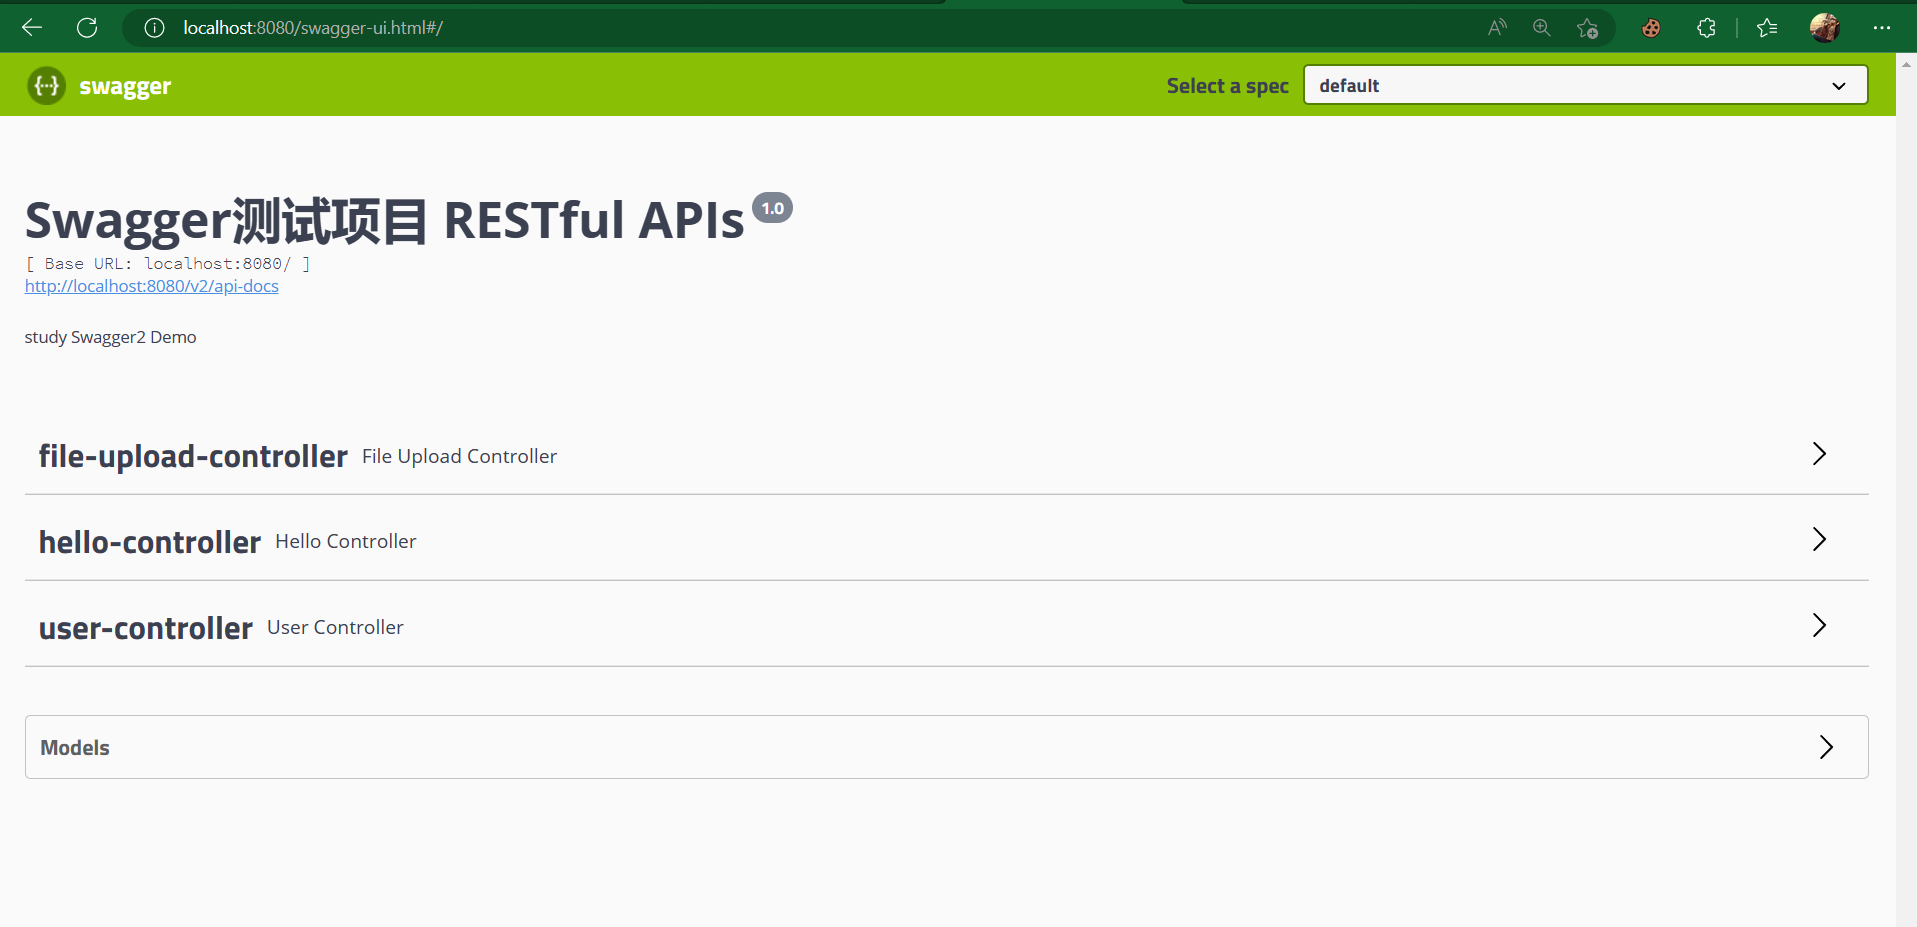 localhost:8080/swagger-ui.html#/
swagger
Select a spec
default
Swagger测试项目 RESTful APIs 1.0
[ Base URL: localhost:8080/ ]
http://localhost:8080/v2/api-docs
study Swagger2 Demo
file-upload-controller File Upload Controller
hello-controller Hello Controller
user-controller User Controller
Models